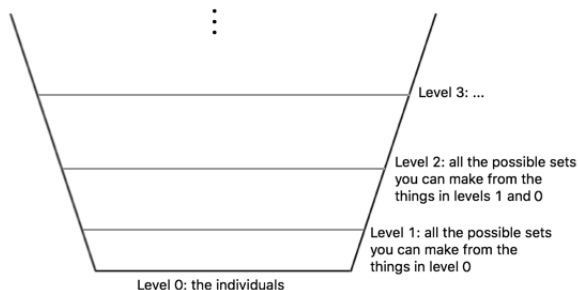 ⋮
Level 3: ...
Level 2: all the possible sets
you can make from the
things in levels 1 and 0
Level 1: all the possible sets
you can make from the
things in level 0
Level 0: the individuals